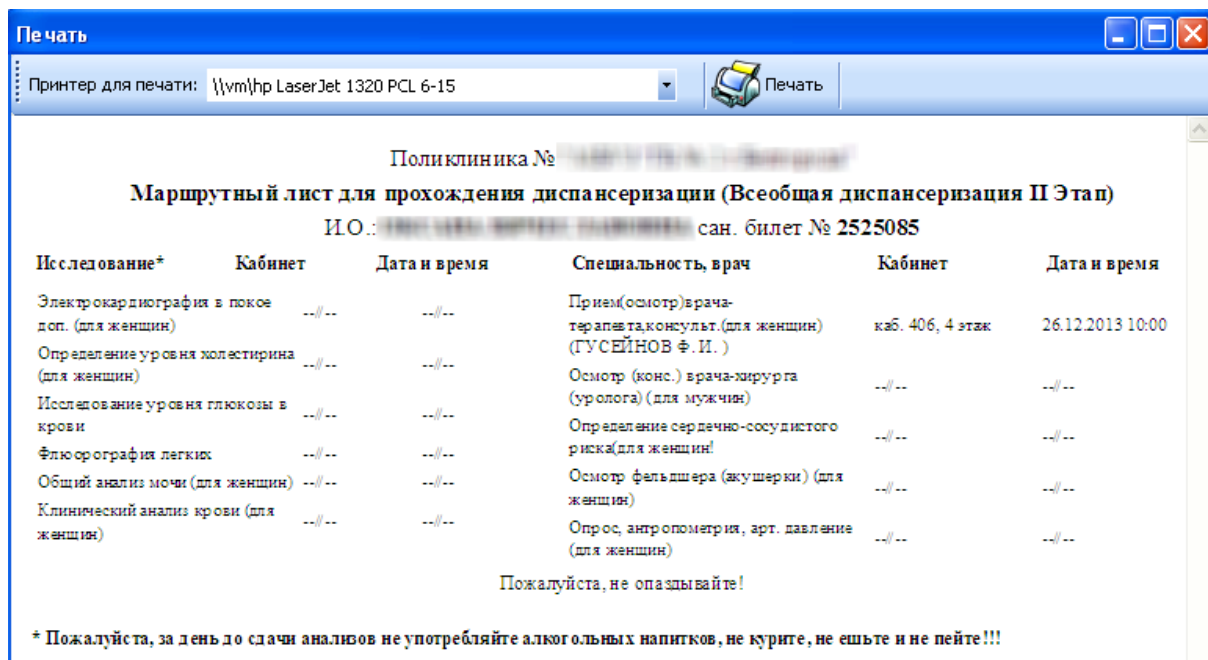 Печать
Принтер для печати: \\vm\hp LaserJet 1320 PCL 6-15 Печать
Поликлиника №
Маршрутный лист для прохождения диспансеризации (Всеобщая диспансеризация II Этап)
И.О.: сан. билет № 2525085
Исследование* Кабинет Дата и время
Электрокардиография в покое
доп. (для женщин) --//-- --//--
Определение уровня холестирина
(для женщин) --//-- --//--
Исследование уровня глюкозы в
крови --//-- --//--
Флюорография легких --//-- --//--
Общий анализ мочи (для женщин) --//-- --//--
Клинический анализ крови (для
женщин) --//-- --//--
Специальность, врач Кабинет Дата и время
Прием(осмотр)врача-
терапевта,консульт.(для женщин) каб. 406, 4 этаж 26.12.2013 10:00
(ГУСЕЙНОВ Ф. И. )
Осмотр (конс.) врача-хирурга
(уролога) (для мужчин) --//-- --//--
Определение сердечно-сосудистого
риска(для женщин! --//-- --//--
Осмотр фельдшера (акушерки) (для
женщин) --//-- --//--
Опрос, антропометрия, арт. давление
(для женщин) --//-- --//--
Пожалуйста, не опаздывайте!
* Пожалуйста, за день до сдачи анализов не употребляйте алкогольных напитков, не курите, не ешьте и не пейте!!!